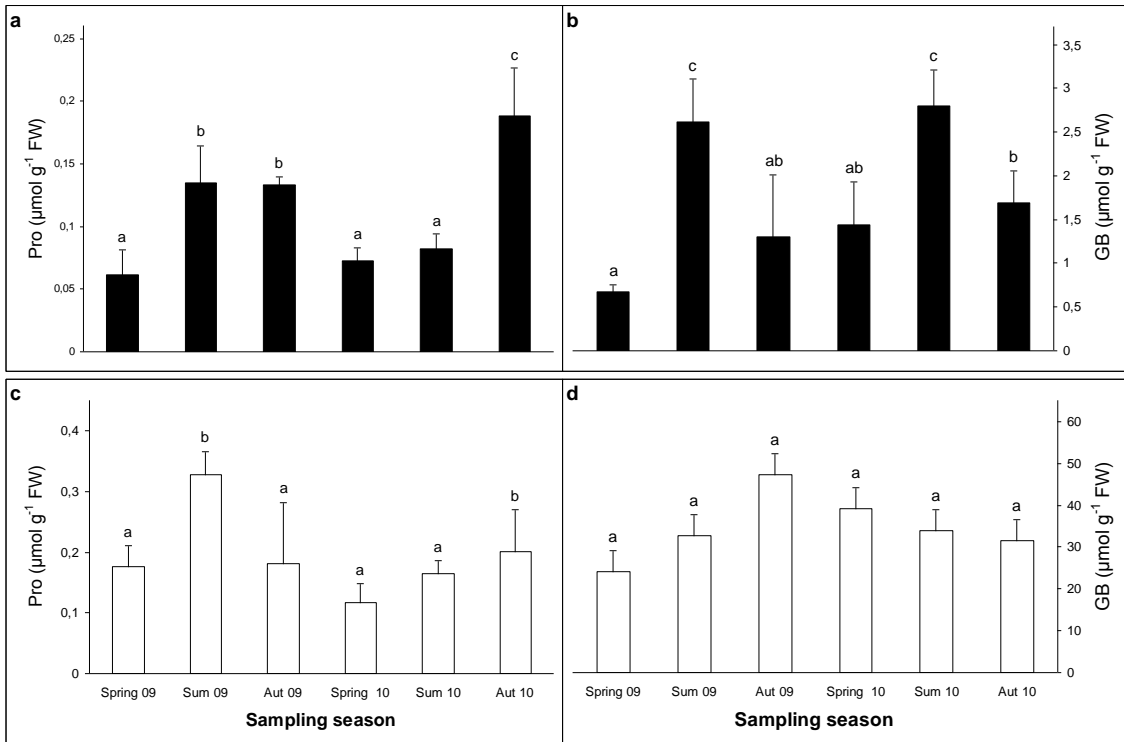 a
Pro (µmol g⁻¹ FW)
0,25
0,2
0,15
0,1
0,05
0
a
b
b
a
a
c
b
GB (µmol g⁻¹ FW)
3,5
3
2,5
2
1,5
1
0,5
0
a
c
ab
ab
c
b
c
Pro (µmol g⁻¹ FW)
0,4
0,3
0,2
0,1
0
a
b
a
a
a
b
Spring 09 Sum 09 Aut 09 Spring 10 Sum 10 Aut 10
Sampling season
d
GB (µmol g⁻¹ FW)
60
50
40
30
20
10
0
a
a
a
a
a
a
Spring 09 Sum 09 Aut 09 Spring 10 Sum 10 Aut 10
Sampling season